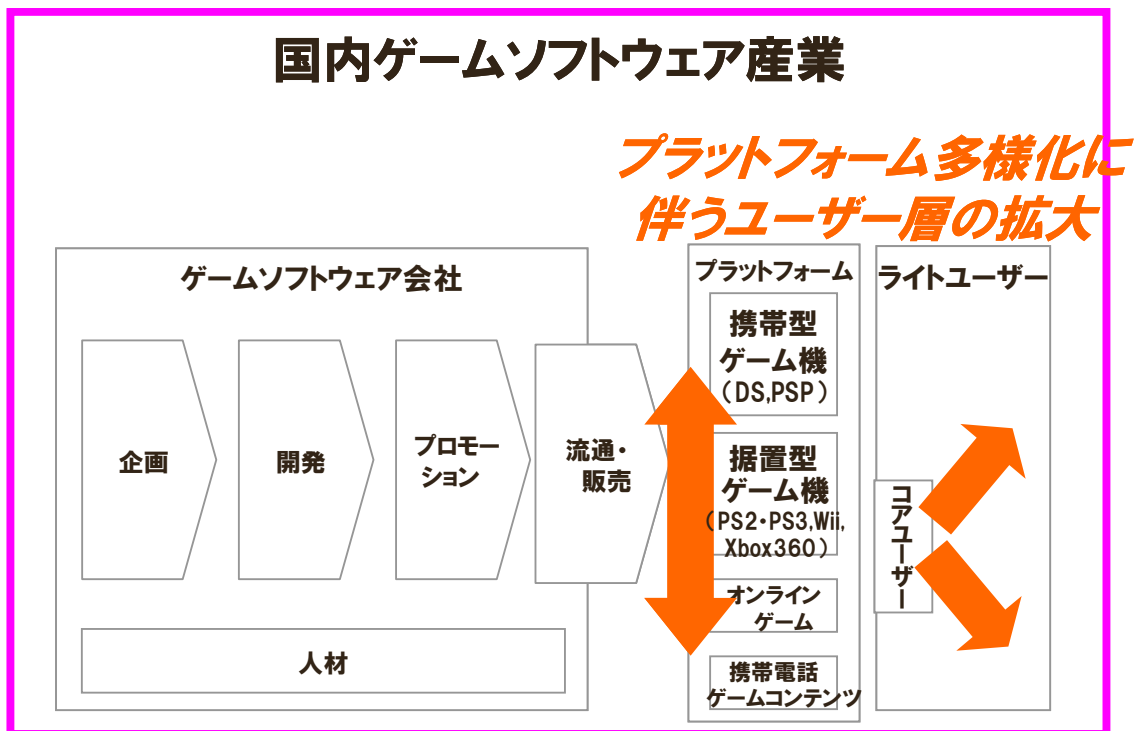 国内ゲームソフトウェア産業
プラットフォーム多様化に
伴うユーザー層の拡大
ゲームソフトウェア会社
企画
開発
プロモー
ション
流通・
販売
人材
プラットフォーム
携帯型
ゲーム機
（DS,PSP）
据置型
ゲーム機
（PS2・PS3,Wii,
Xbox360）
オンライン
ゲーム
携帯電話
ゲームコンテンツ
ライトユーザー
コアユーザー